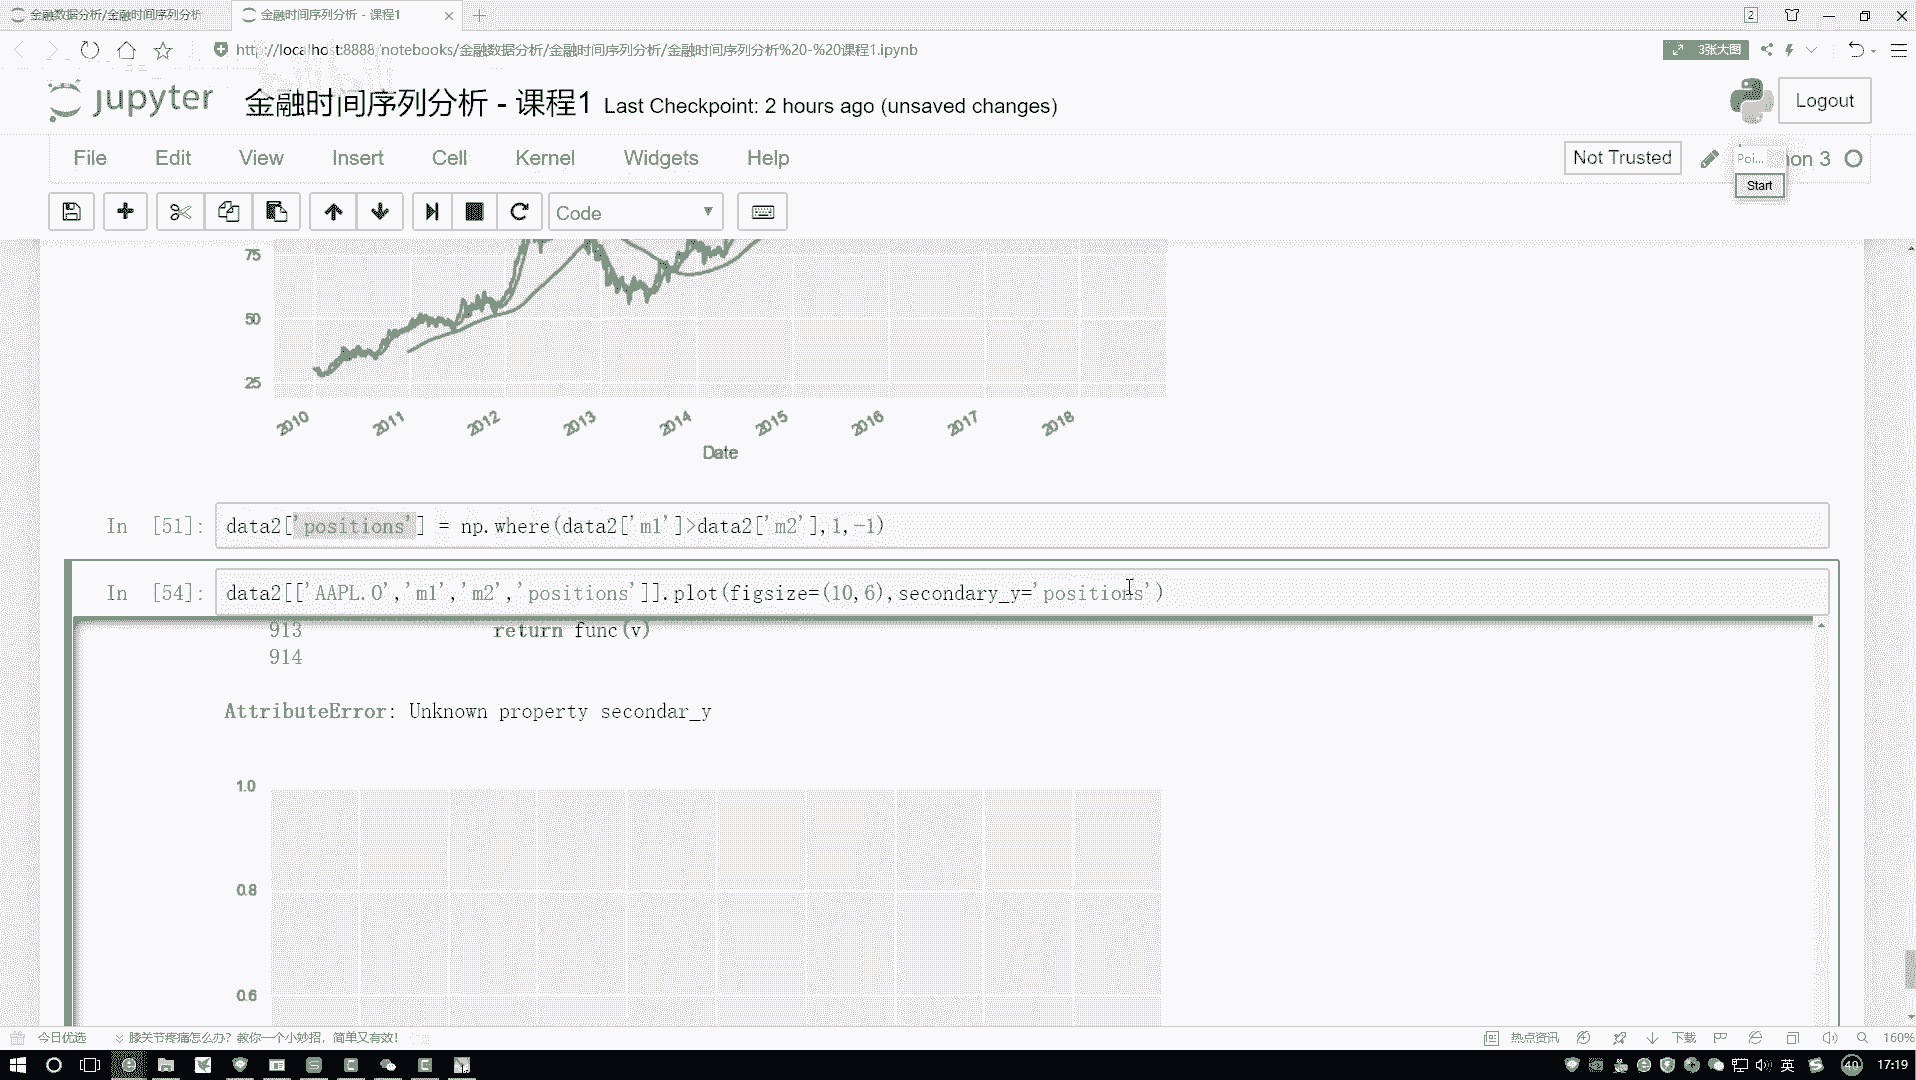 金融数据分析/金融时间序列分析
金融时间序列分析 - 课程1
2
http://localhost:8888/notebooks/金融数据分析/金融时间序列分析/金融时间序列分析%20-%20课程1.ipynb
3张大图
jupyter
金融时间序列分析 - 课程1 Last Checkpoint: 2 hours ago (unsaved changes)
Logout
File Edit View Insert Cell Kernel Widgets Help
Not Trusted
Poi... on 3
Start
Code
75
50
25
2010 2011 2012 2013 2014 2015 2016 2017 2018
Date
In [51]: data2['positions'] = np.where(data2['m1']>data2['m2'],1,-1)
In [54]: data2[['AAPL.O','m1','m2','positions']].plot(figsize=(10,6),secondary_y='positions')
913 return func(v)
914
AttributeError: Unknown property secondar_y
1.0
0.8
0.6
今日优选 膝关节疼痛怎么办? 教你一个小妙招，简单又有效!
热点资讯 下载 160%
英 40 17:19